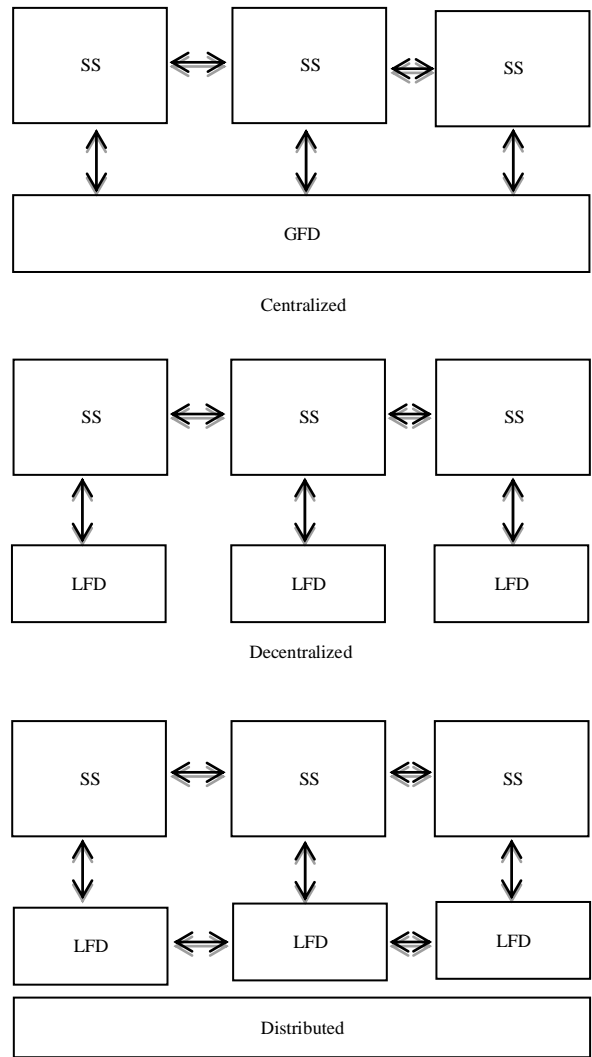 SS SS SS
GFD
Centralized
SS SS SS
LFD LFD LFD
Decentralized
SS SS SS
LFD LFD LFD
Distributed